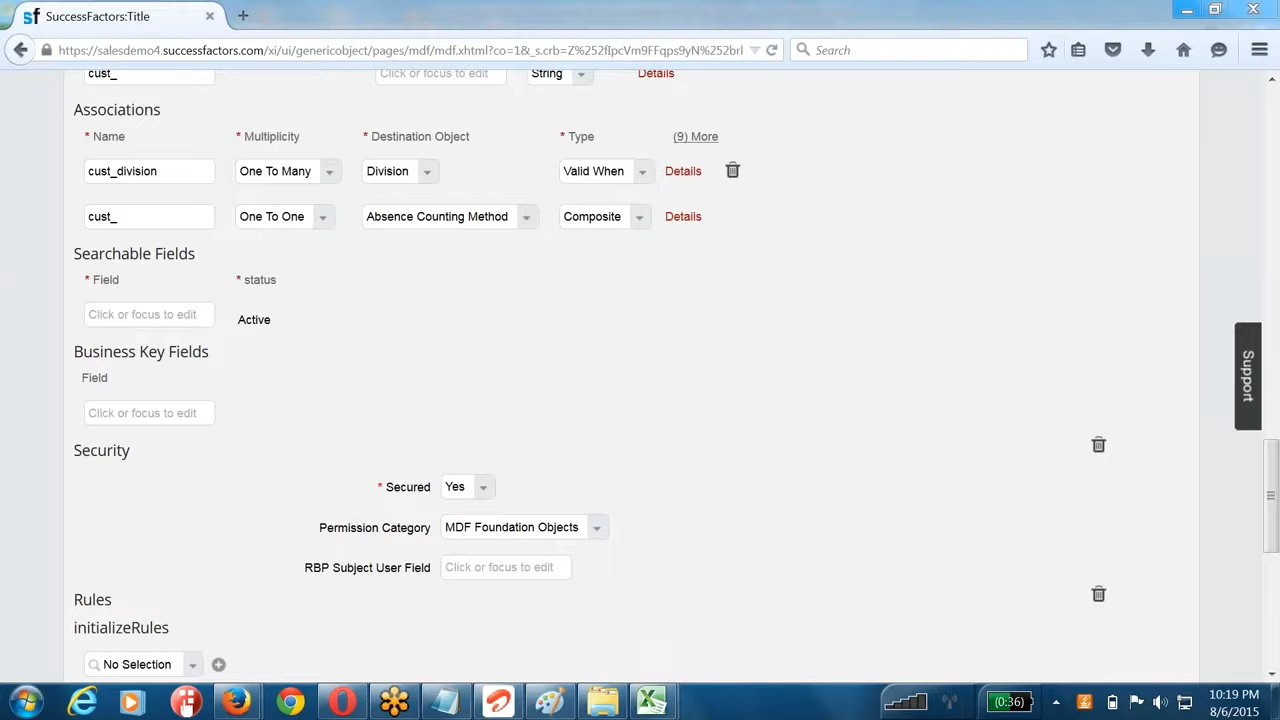 SuccessFactors:Title
https://salesdemo4.successfactors.com/xi/ui/genericobject/pages/mdf/mdf.xhtml?co=1&_s.crb=Z%252fIpcVm9FFqps9yN%252brl
Search
cust_ Click or focus to edit String Details
Associations
* Name * Multiplicity * Destination Object * Type (9) More
cust_division One To Many Division Valid When Details
cust_ One To One Absence Counting Method Composite Details
Searchable Fields
* Field * status
Click or focus to edit Active
Business Key Fields
Field
Click or focus to edit
Security
* Secured Yes
Permission Category MDF Foundation Objects
RBP Subject User Field Click or focus to edit
Rules
initializeRules
No Selection
Support
(0:36)
10:19 PM
8/6/2015